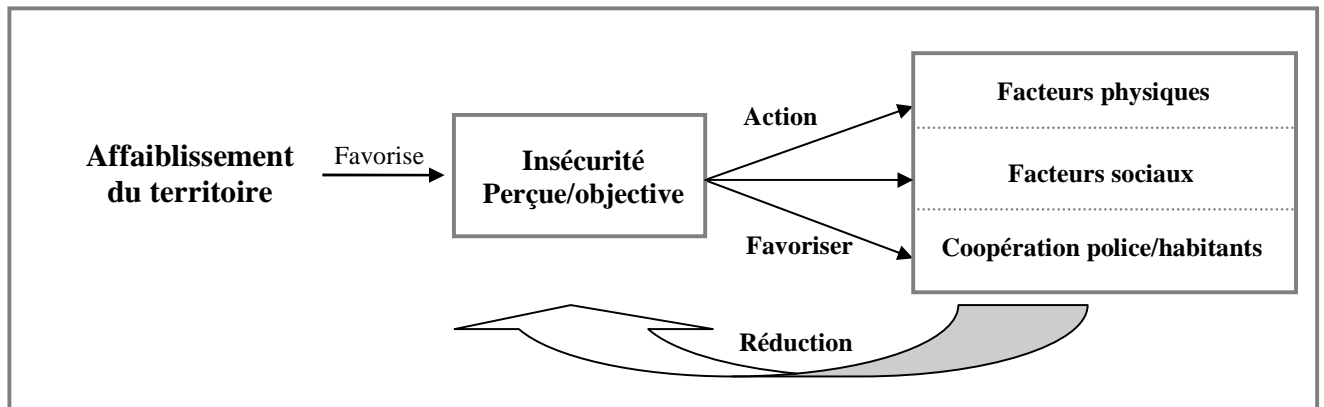 Affaiblissement
du territoire
Favorise
Insécurité
Perçue/objective
Action
Favoriser
Facteurs physiques
Facteurs sociaux
Coopération police/habitants
Réduction